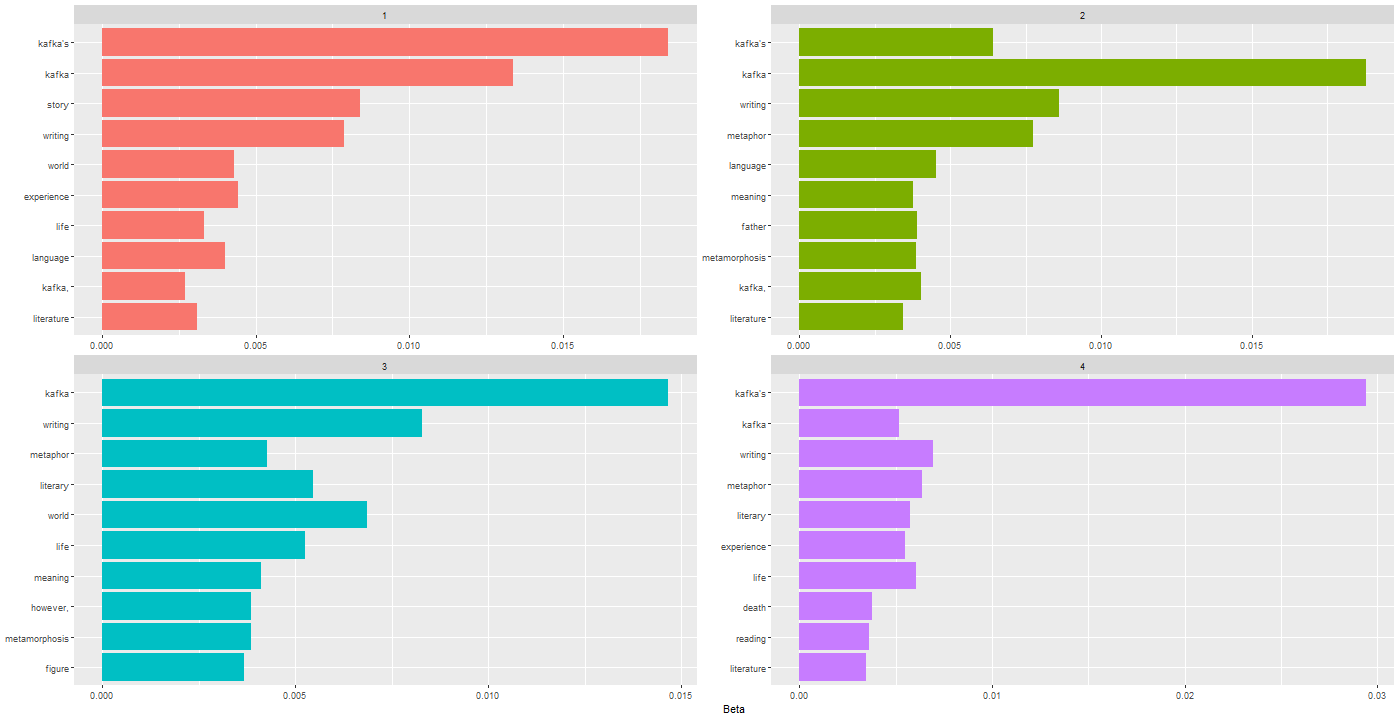 1
kafka's
kafka
story
writing
world
experience
life
language
kafka,
literature
0.000 0.005 0.010 0.015
2
kafka's
kafka
writing
metaphor
language
meaning
father
metamorphosis
kafka,
literature
0.000 0.005 0.010 0.015
3
kafka
writing
metaphor
literary
world
life
meaning
however,
metamorphosis
figure
0.000 0.005 0.010 0.015
4
kafka's
kafka
writing
metaphor
literary
experience
life
death
reading
literature
0.00 0.01 0.02 0.03
Beta